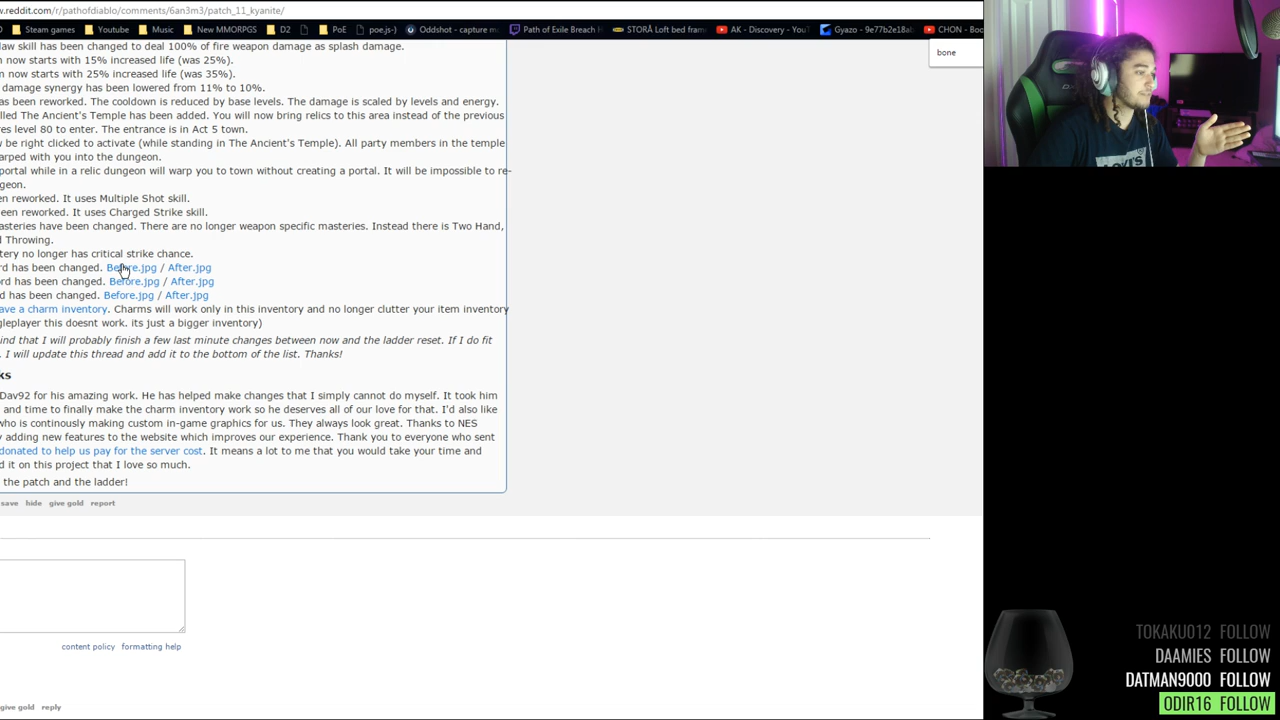 w.reddit.com/r/pathofdiablo/comments/6an3m3/patch_11_kyanite/
Steam games Youtube Music New MMORPGS D2 PoE poe.js-) Oddshot - capture m Path of Exile Breach H STORÅ Loft bed fram AK - Discovery - YouT Gyazo - 9e77b2e18al CHON - Boo
bone
law skill has been changed to deal 100% of fire weapon damage as splash damage.
n now starts with 15% increased life (was 25%).
n now starts with 25% increased life (was 35%).
damage synergy has been lowered from 11% to 10%.
has been reworked. The cooldown is reduced by base levels. The damage is scaled by levels and energy.
lled The Ancient's Temple has been added. You will now bring relics to this area instead of the previous
res level 80 to enter. The entrance is in Act 5 town.
w be right clicked to activate (while standing in The Ancient's Temple). All party members in the temple
arped with you into the dungeon.
portal while in a relic dungeon will warp you to town without creating a portal. It will be impossible to re-
geon.
en reworked. It uses Multiple Shot skill.
een reworked. It uses Charged Strike skill.
asteries have been changed. There are no longer weapon specific masteries. Instead there is Two Hand,
d Throwing.
tery no longer has critical strike chance.
rd has been changed. Before.jpg / After.jpg
ord has been changed. Before.jpg / After.jpg
d has been changed. Before.jpg / After.jpg
ave a charm inventory. Charms will work only in this inventory and no longer clutter your item inventory
gleplayer this doesnt work. its just a bigger inventory)
ind that I will probably finish a few last minute changes between now and the ladder reset. If I do fit
. I will update this thread and add it to the bottom of the list. Thanks!
ks
Dav92 for his amazing work. He has helped make changes that I simply cannot do myself. It took him
and time to finally make the charm inventory work so he deserves all of our love for that. I'd also like
who is continously making custom in-game graphics for us. They always look great. Thanks to NES
y adding new features to the website which improves our experience. Thank you to everyone who sent
donated to help us pay for the server cost. It means a lot to me that you would take your time and
d it on this project that I love so much.
the patch and the ladder!
save hide give gold report
content policy formatting help
give gold reply
TOKAKU012 FOLLOW
DAAMIES FOLLOW
DATMAN9000 FOLLOW
ODIR16 FOLLOW